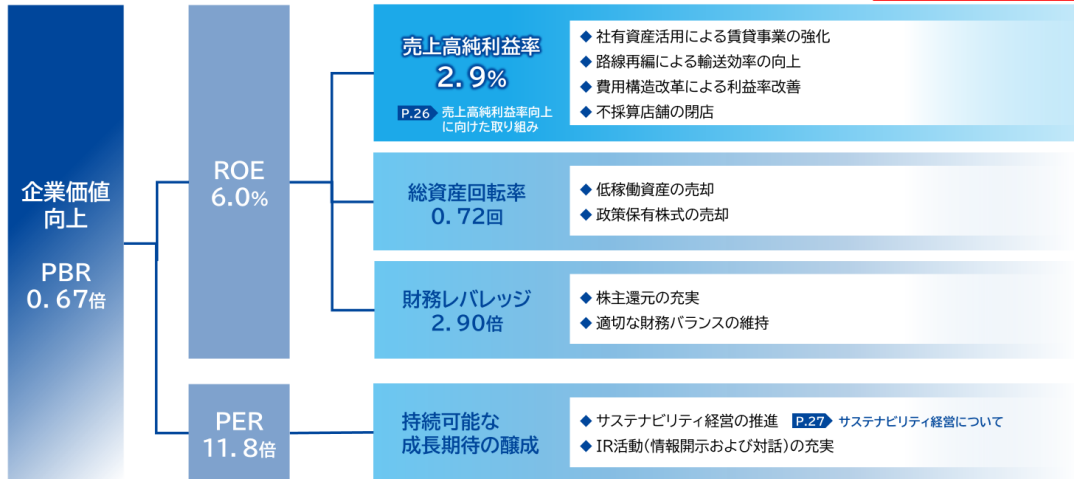 企業価値
向上
PBR
0.67倍
ROE
6.0%
売上高純利益率
2.9%
P.26 売上高純利益率向上
に向けた取り組み
◆ 社有資産活用による賃貸事業の強化
◆ 路線再編による輸送効率の向上
◆ 費用構造改革による利益率改善
◆ 不採算店舗の閉店
総資産回転率
0.72回
◆ 低稼働資産の売却
◆ 政策保有株式の売却
財務レバレッジ
2.90倍
◆ 株主還元の充実
◆ 適切な財務バランスの維持
PER
11.8倍
持続可能な
成長期待の醸成
◆ サステナビリティ経営の推進 P.27 サステナビリティ経営について
◆ IR活動(情報開示および対話)の充実